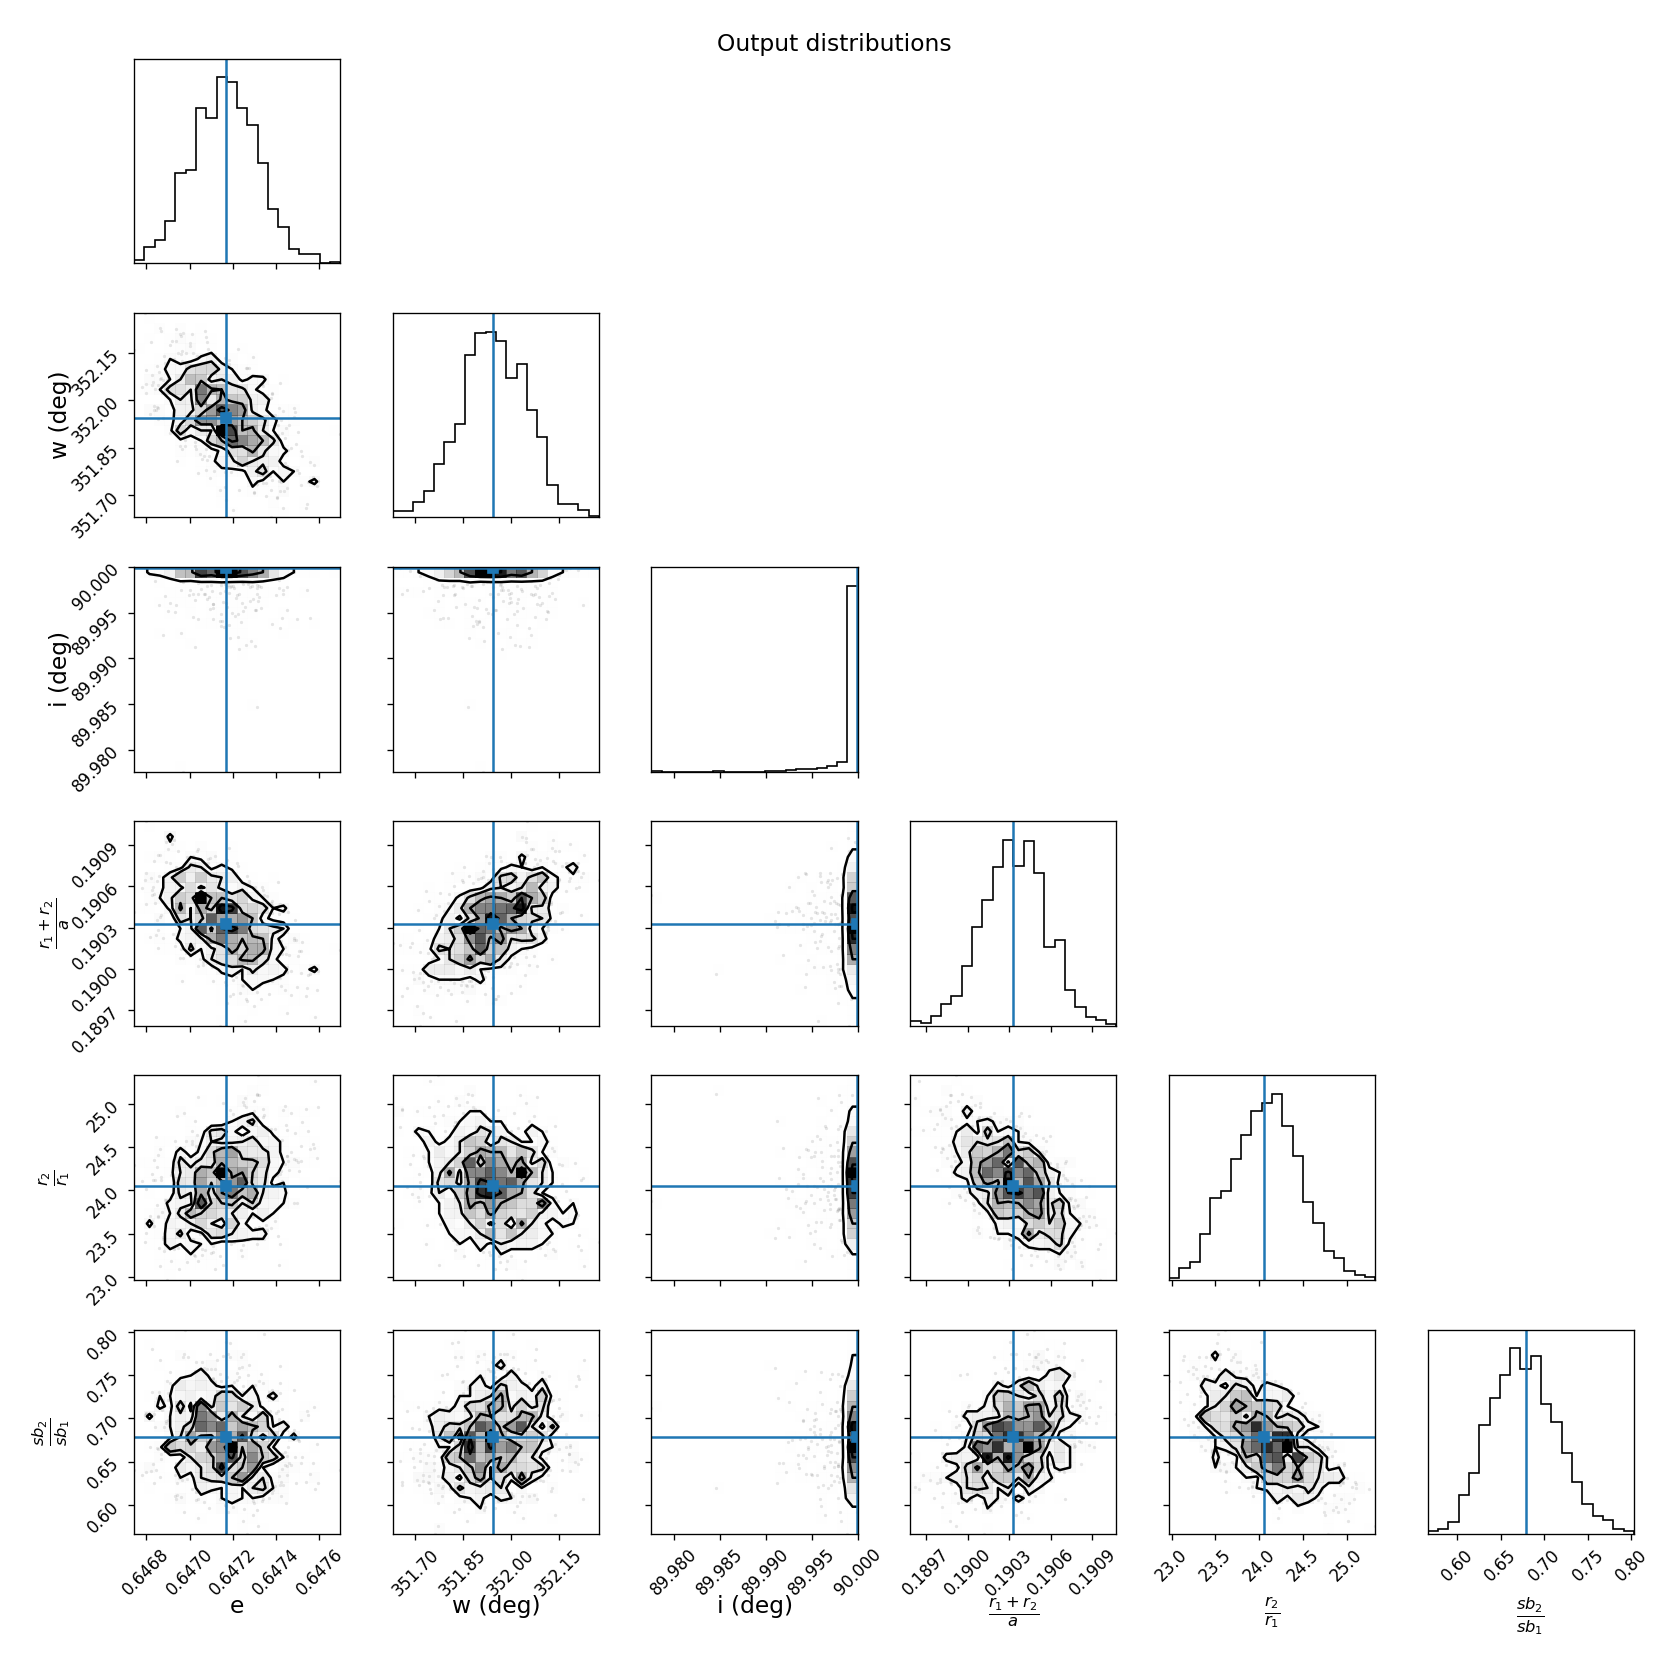 Output distributions
w (deg)
352.15
352.00
351.85
351.70
i (deg)
90.000
89.995
89.990
89.985
89.980
r₁ + r₂
a
0.1909
0.1906
0.1903
0.1900
0.1897
r₂
r₁
25.0
24.5
24.0
23.5
23.0
sb₂
sb₁
0.80
0.75
0.70
0.65
0.60
0.6468 0.6470 0.6472 0.6474 0.6476
e
351.70 351.85 352.00 352.15
w (deg)
89.980 89.985 89.990 89.995 90.000
i (deg)
0.1897 0.1900 0.1903 0.1906 0.1909
r₁ + r₂
a
23.0 23.5 24.0 24.5 25.0
r₂
r₁
0.60 0.65 0.70 0.75 0.80
sb₂
sb₁